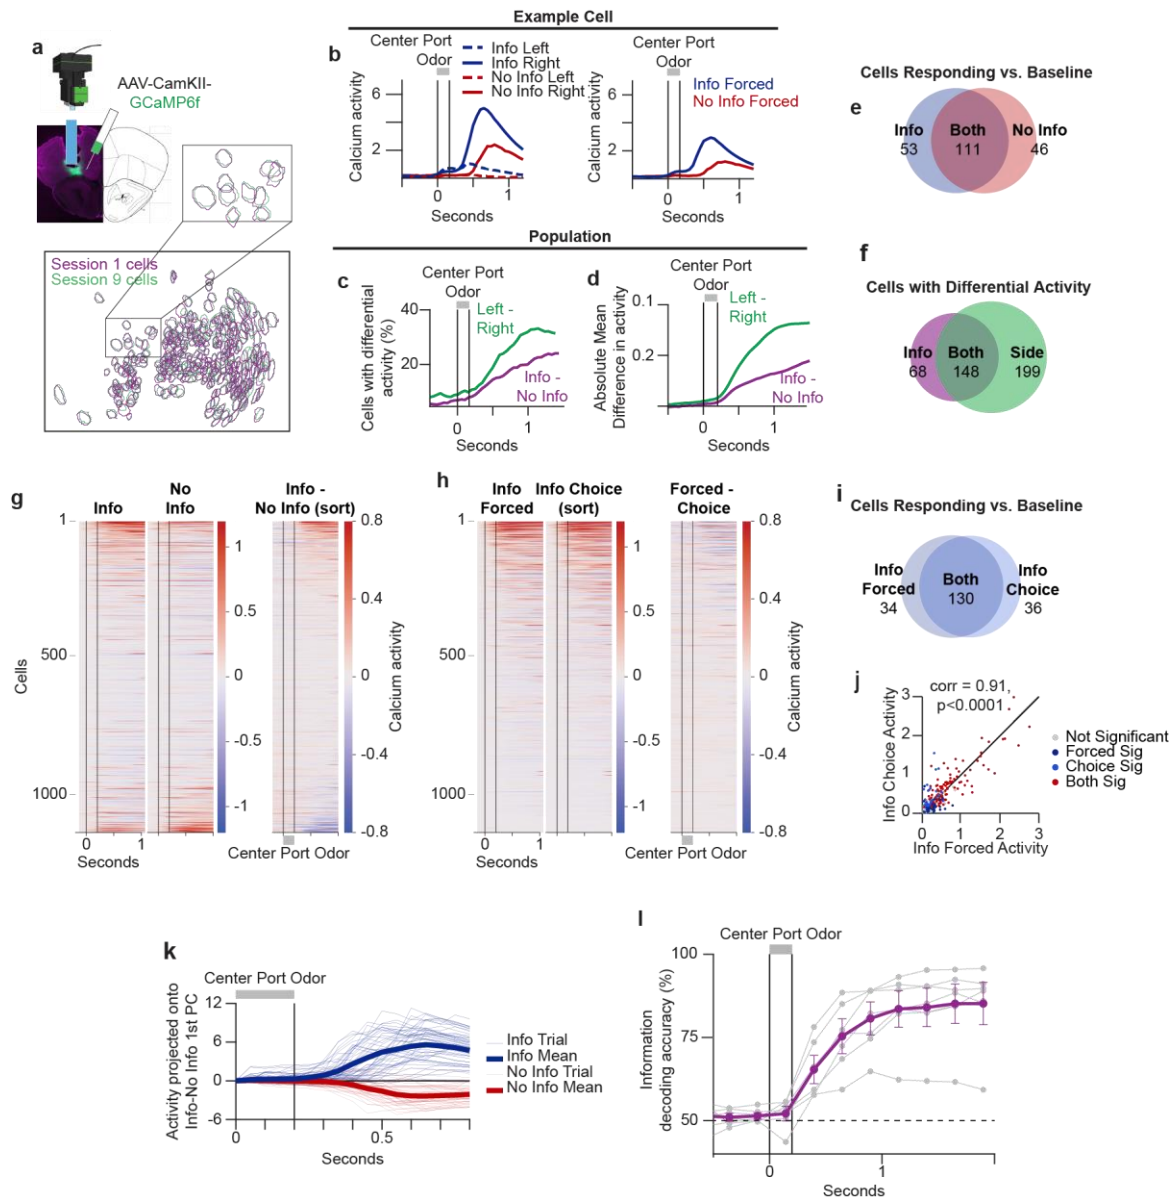 Example Cell
a
AAV-CamKII-
GCaMP6f
Session 1 cells
Session 9 cells
b
Center Port
Odor
Info Left
Info Right
No Info Left
No Info Right
Calcium activity
6
2
0
1
Seconds
Center Port
Odor
Info Forced
No Info Forced
Calcium activity
6
2
0
1
Seconds
Population
c
Center Port
Odor
Left -
Right
Info -
No Info
Cells with differential
activity (%)
40
20
0
1
Seconds
d
Center Port
Odor
Left -
Right
Info -
No Info
Absolute Mean
Difference in activity
0.1
0.2
0
1
Seconds
Cells Responding vs. Baseline
e
Info
53
Both
111
No Info
46
f
Cells with Differential Activity
Info
68
Both
148
Side
199
g
Info
No
Info
Info -
No Info (sort)
Cells
1
500
1000
0
1
Seconds
1
0.5
0
-0.5
-1
0.8
0.4
0
-0.4
-0.8
Calcium activity
Center Port Odor
h
Info
Forced
Info Choice
(sort)
Forced -
Choice
1
500
1000
0
1
Seconds
1
0.5
0
-0.5
-1
0.8
0.4
0
-0.4
-0.8
Calcium activity
Center Port Odor
i
Cells Responding vs. Baseline
Info
Forced
34
Both
130
Info
Choice
36
j
corr = 0.91,
p<0.0001
Info Choice Activity
3
2
1
0
0
1
2
3
Info Forced Activity
Not Significant
Forced Sig
Choice Sig
Both Sig
k
Center Port Odor
Activity projected onto
Info-No Info 1st PC
12
6
0
-6
0
0.5
Seconds
Info Trial
Info Mean
No Info Trial
No Info Mean
l
Center Port Odor
Information
decoding accuracy (%)
100
75
50
0
1
Seconds